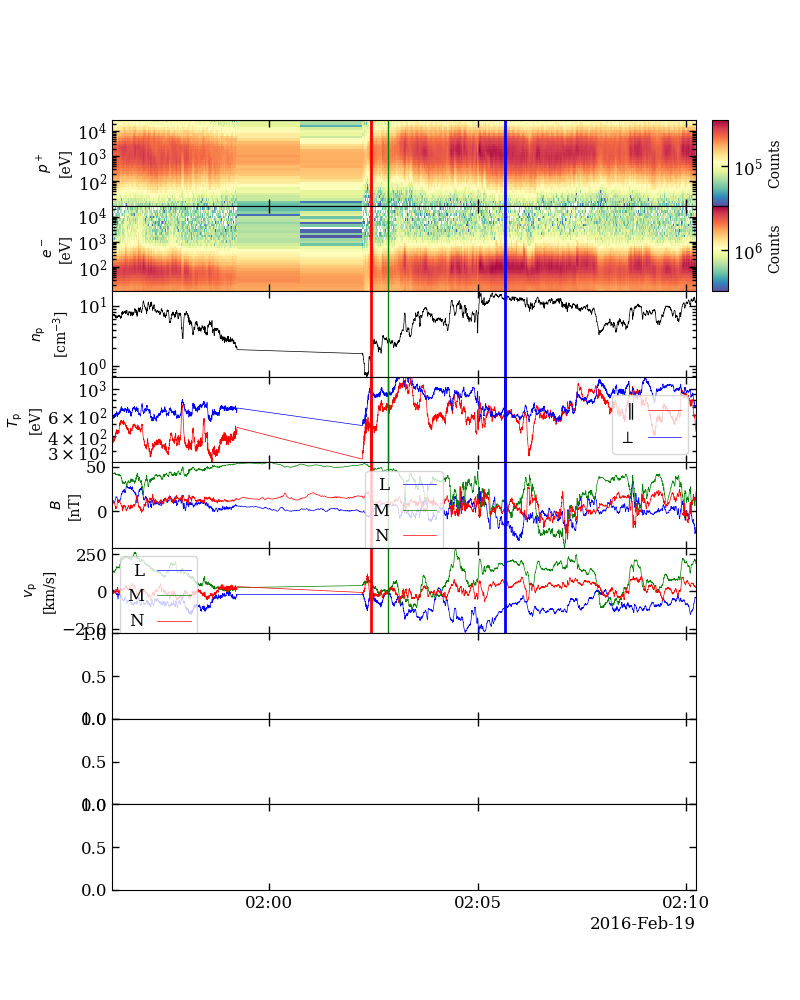 10⁴
10³
10²
p⁺
[eV]
10⁵
Counts
10⁴
10³
10²
e⁻
[eV]
10⁶
Counts
10¹
10⁰
nₚ
[cm⁻³]
10³
6 × 10²
4 × 10²
3 × 10²
Tₚ
[eV]
∥
⊥
50
0
B
[nT]
L
M
N
250
0
−250
vₚ
[km/s]
L
M
N
1.0
0.5
0.0
1.0
0.5
0.0
1.0
0.5
0.0
02:00 02:05 02:10
2016-Feb-19